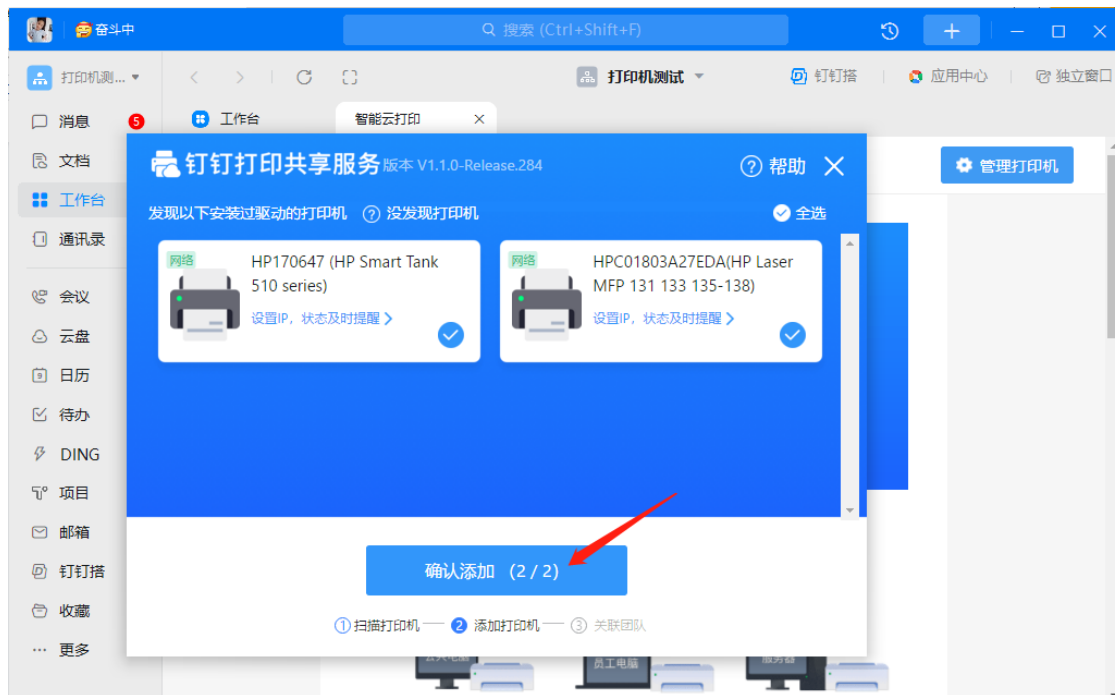 奋斗中
搜索 (Ctrl+Shift+F)
打印机测...
打印机测试
钉钉搭
应用中心
独立窗口
消息
5
工作台
智能云打印
文档
工作台
通讯录
会议
云盘
9
日历
待办
DING
项目
邮箱
钉钉搭
收藏
更多
管理打印机
钉钉打印共享服务 版本 V1.1.0-Release.284
? 帮助
发现以下安装过驱动的打印机
? 没发现打印机
全选
网络
HP170647 (HP Smart Tank
510 series)
设置IP，状态及时提醒
网络
HPC01803A27EDA(HP Laser
MFP 131 133 135-138)
设置IP，状态及时提醒
确认添加 (2 / 2)
1 扫描打印机 2 添加打印机 3 关联团队
员工电脑
服务器